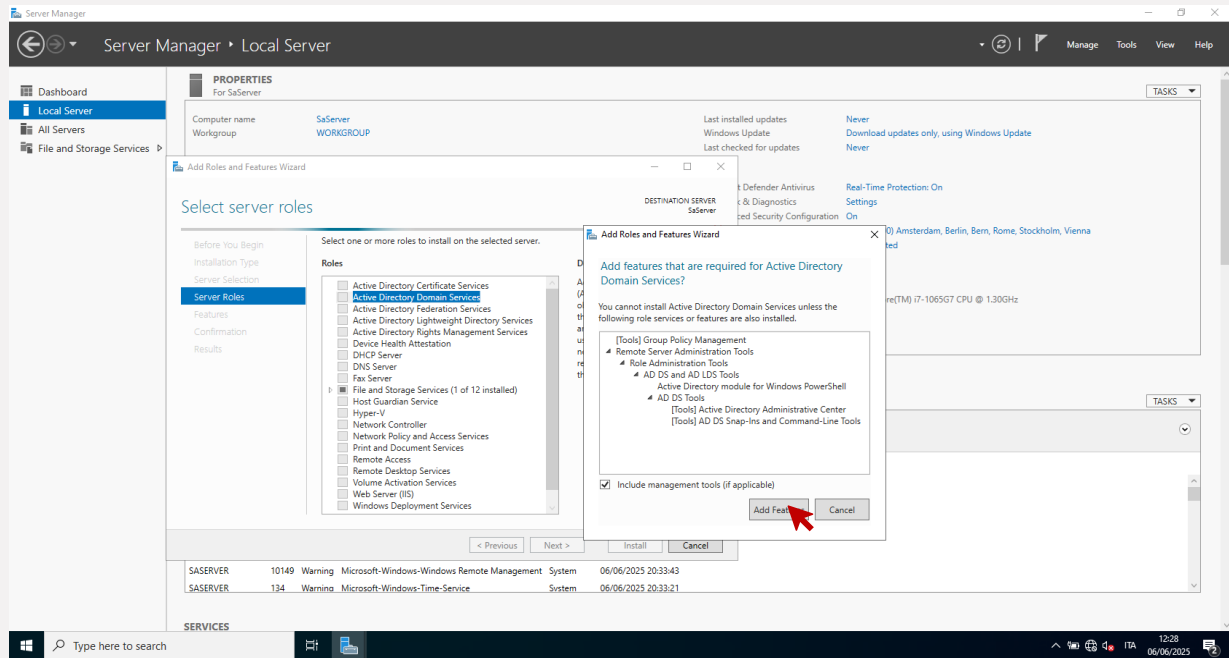 Server Manager
Server Manager • Local Server
Manage Tools View Help
Dashboard
Local Server
All Servers
File and Storage Services
PROPERTIES
For SaServer
TASKS
Computer name SaServer
Workgroup WORKGROUP
Last installed updates Never
Windows Update Download updates only, using Windows Update
Last checked for updates Never
Defender Antivirus Real-Time Protection: On
& Diagnostics Settings
Security Configuration On
Amsterdam, Berlin, Bern, Rome, Stockholm, Vienna
i7-1065G7 CPU @ 1.30GHz
TASKS
Add Roles and Features Wizard
Select server roles
DESTINATION SERVER
SaServer
Before You Begin
Installation Type
Server Selection
Server Roles
Features
Confirmation
Results
Select one or more roles to install on the selected server.
Roles
Active Directory Certificate Services
Active Directory Domain Services
Active Directory Federation Services
Active Directory Lightweight Directory Services
Active Directory Rights Management Services
Device Health Attestation
DHCP Server
DNS Server
Fax Server
File and Storage Services (1 of 12 installed)
Host Guardian Service
Hyper-V
Network Controller
Network Policy and Access Services
Print and Document Services
Remote Access
Remote Desktop Services
Volume Activation Services
Web Server (IIS)
Windows Deployment Services
< Previous Next > Install Cancel
Add Roles and Features Wizard
Add features that are required for Active Directory
Domain Services?
You cannot install Active Directory Domain Services unless the
following role services or features are also installed.
[Tools] Group Policy Management
Remote Server Administration Tools
Role Administration Tools
AD DS and AD LDS Tools
Active Directory module for Windows PowerShell
AD DS Tools
[Tools] Active Directory Administrative Center
[Tools] AD DS Snap-Ins and Command-Line Tools
Include management tools (if applicable)
Add Cancel
SASERVER 10149 Warning Microsoft-Windows-Windows Remote Management System 06/06/2025 20:33:43
SASERVER 134 Warning Microsoft-Windows-Time-Service System 06/06/2025 20:33:21
SERVICES
Type here to search
ITA
12:28
06/06/2025
2